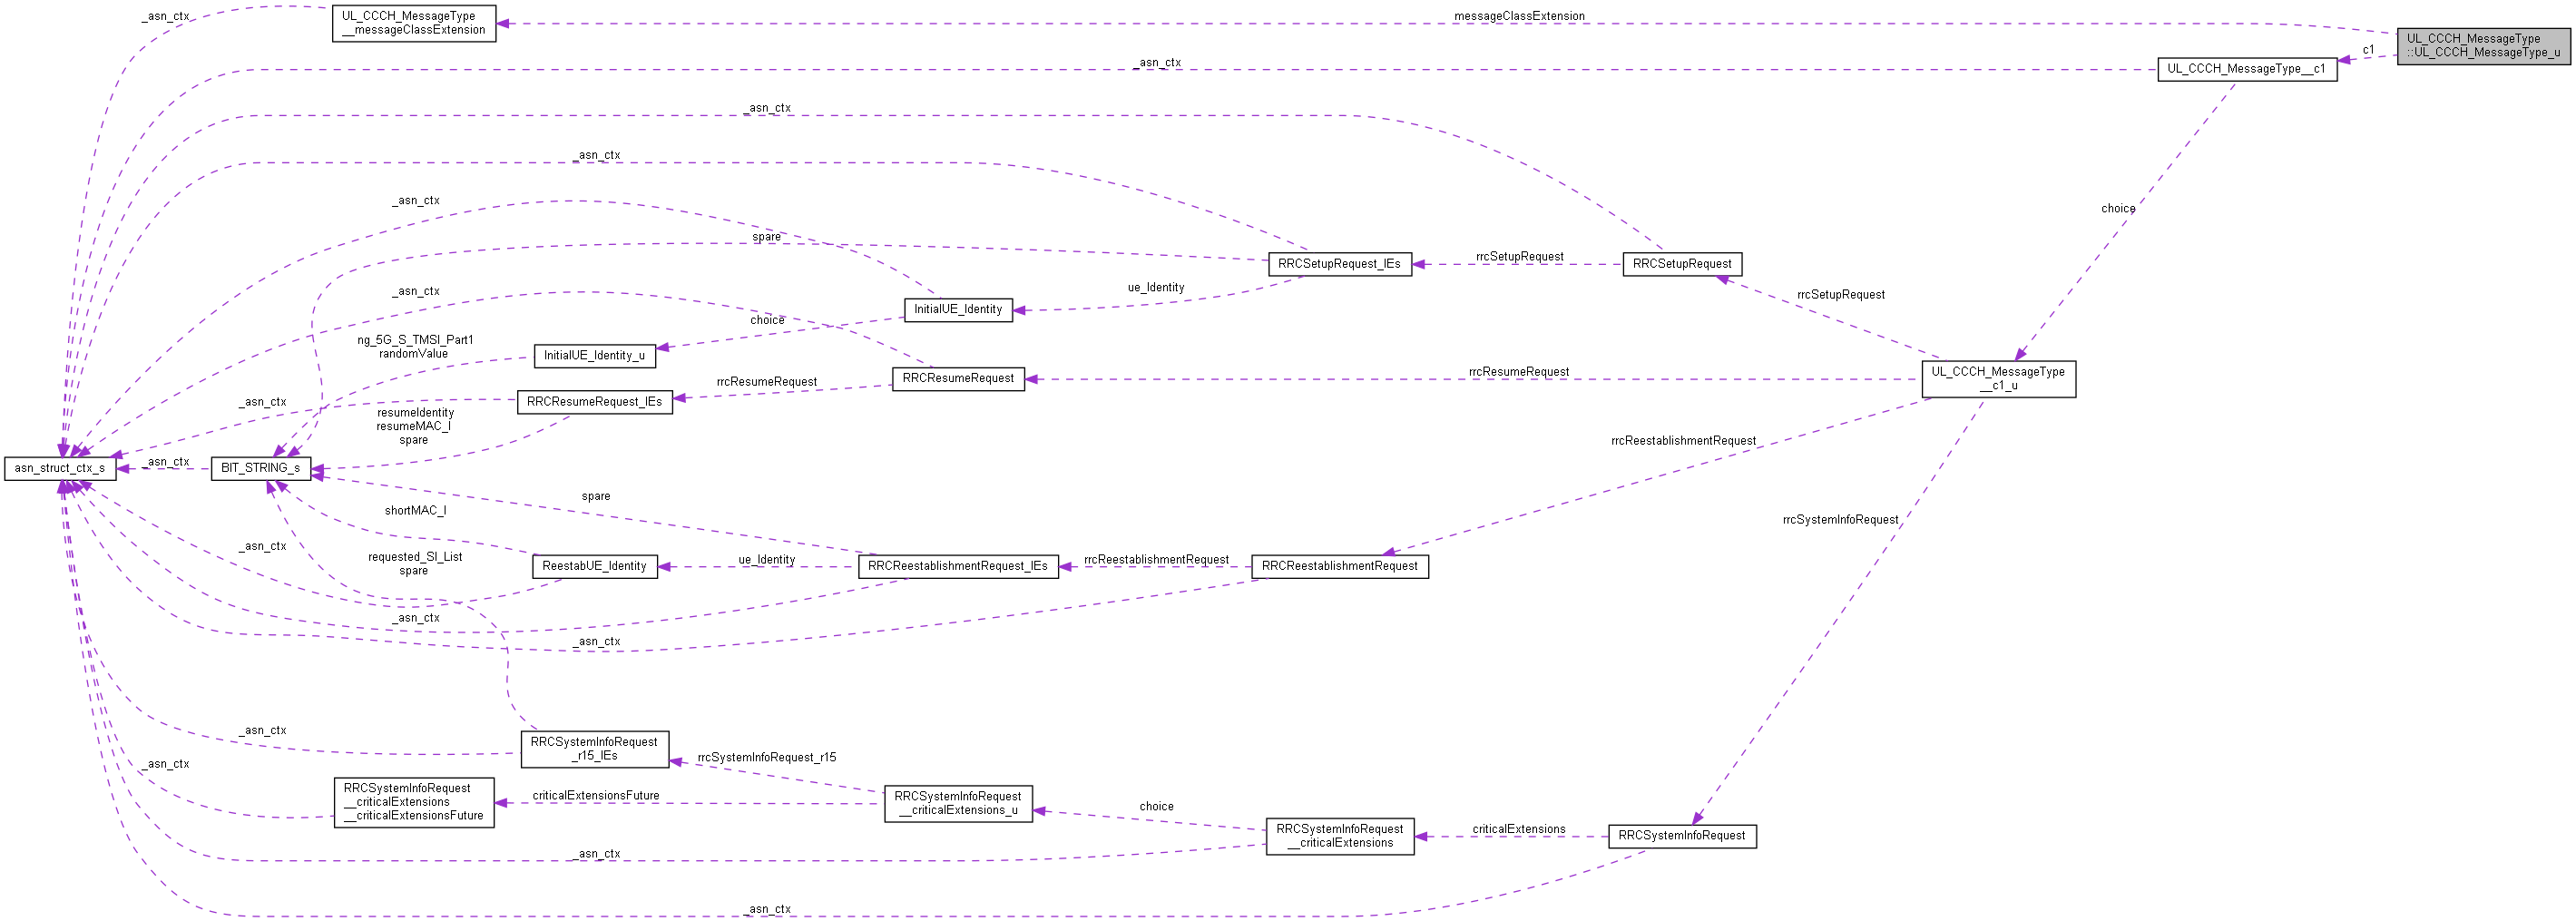 _asn_ctx
UL_CCCH_MessageType
__messageClassExtension
messageClassExtension
UL_CCCH_MessageType
::UL_CCCH_MessageType_u
c1
_asn_ctx
UL_CCCH_MessageType__c1
_asn_ctx
_asn_ctx
_asn_ctx
choice
spare
RRCSetupRequest_IEs
rrcSetupRequest
RRCSetupRequest
_asn_ctx
ue_Identity
rrcSetupRequest
InitialUE_Identity
choice
ng_5G_S_TMSI_Part1
randomValue
InitialUE_Identity_u
rrcResumeRequest
RRCResumeRequest
rrcResumeRequest
UL_CCCH_MessageType
__c1_u
_asn_ctx
RRCResumeRequest_IEs
resumeIdentity
resumeMAC_I
spare
rrcReestablishmentRequest
asn_struct_ctx_s
_asn_ctx
BIT_STRING_s
spare
shortMAC_I
rrcSystemInfoRequest
_asn_ctx
requested_SI_List
spare
ReestabUE_Identity
ue_Identity
RRCReestablishmentRequest_IEs
rrcReestablishmentRequest
RRCReestablishmentRequest
_asn_ctx
_asn_ctx
_asn_ctx
RRCSystemInfoRequest
_r15_IEs
rrcSystemInfoRequest_r15
_asn_ctx
RRCSystemInfoRequest
__criticalExtensions
__criticalExtensionsFuture
criticalExtensionsFuture
RRCSystemInfoRequest
__criticalExtensions_u
choice
RRCSystemInfoRequest
__criticalExtensions
criticalExtensions
RRCSystemInfoRequest
_asn_ctx
_asn_ctx